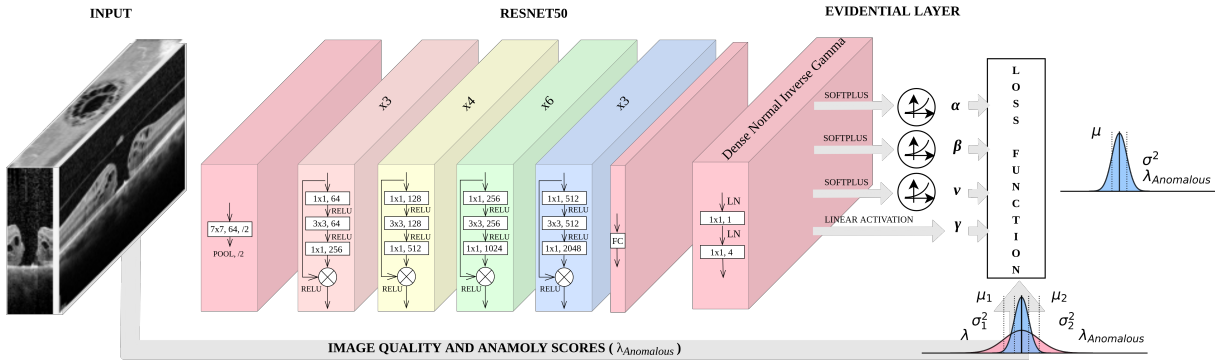 INPUT
RESNET50
EVIDENTIAL LAYER
x3
x4
x6
x3
Dense Normal Inverse Gamma
7x7, 64, /2
POOL, /2
1x1, 64
RELU
3x3, 64
RELU
1x1, 256
RELU
1x1, 128
RELU
3x3, 128
RELU
1x1, 512
RELU
1x1, 256
RELU
3x3, 256
RELU
1x1, 1024
RELU
1x1, 512
RELU
3x3, 512
RELU
1x1, 2048
RELU
FC
LN
1x1, 1
LN
1x1, 4
SOFTPLUS
α
SOFTPLUS
β
SOFTPLUS
ν
LINEAR ACTIVATION
γ
LOSS FUNCTION
μ
σ²
λ_Anomalous
μ₁
μ₂
σ₁²
σ₂²
λ
λ_Anomalous
IMAGE QUALITY AND ANAMOLY SCORES ( λ_Anomalous )